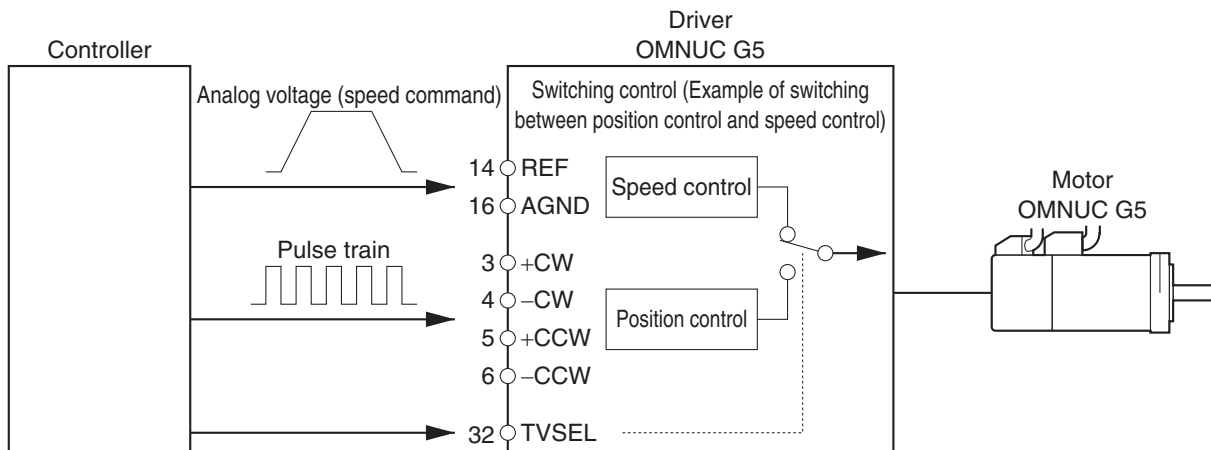 Controller
Driver
OMNUC G5
Analog voltage (speed command)
Switching control (Example of switching
between position control and speed control)
14 REF
16 AGND
Speed control
Motor
OMNUC G5
Pulse train
3 +CW
4 −CW
5 +CCW
6 −CCW
Position control
32 TVSEL